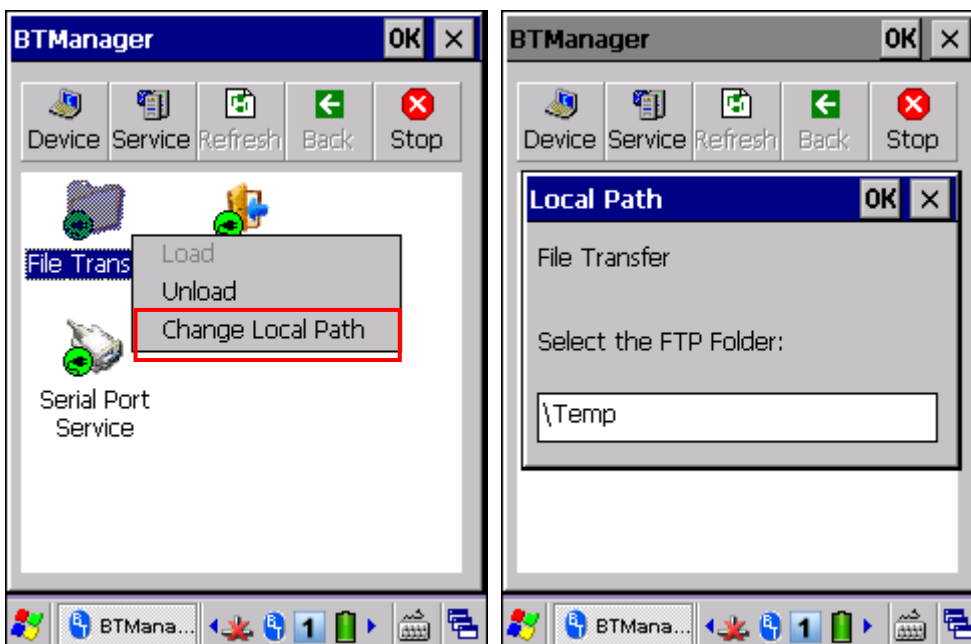 BTManager OK
Device Service Refresh Back Stop
File Trans
Load
Unload
Change Local Path
Serial Port
Service
BTMana... 1
BTManager OK
Device Service Refresh Back Stop
Local Path OK
File Transfer
Select the FTP Folder:
\Temp
BTMana... 1